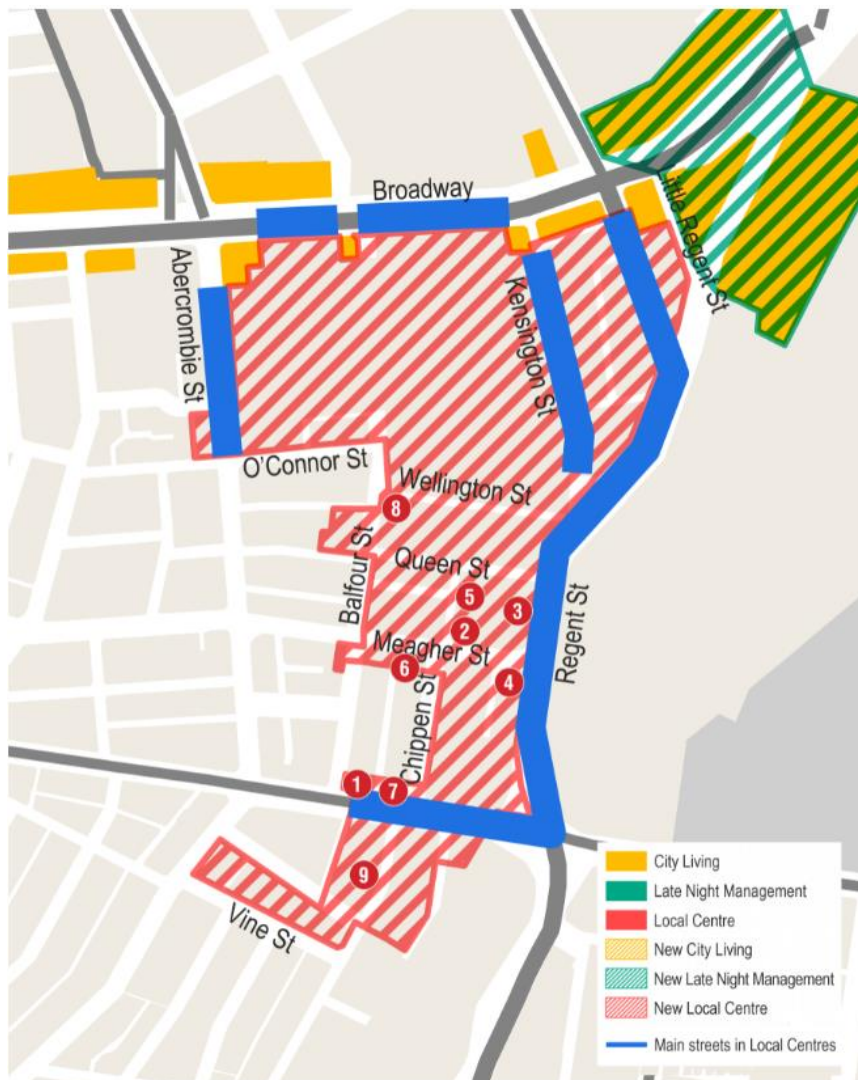 Broadway
Little Regent St
Abercrombie St
Kensington St
O'Connor St
Wellington St
8
Balfour St
Queen St
5
3
2
Meagher St
6
4
Regent St
Chippen St
1
7
9
Vine St
City Living
Late Night Management
Local Centre
New City Living
New Late Night Management
New Local Centre
Main streets in Local Centres